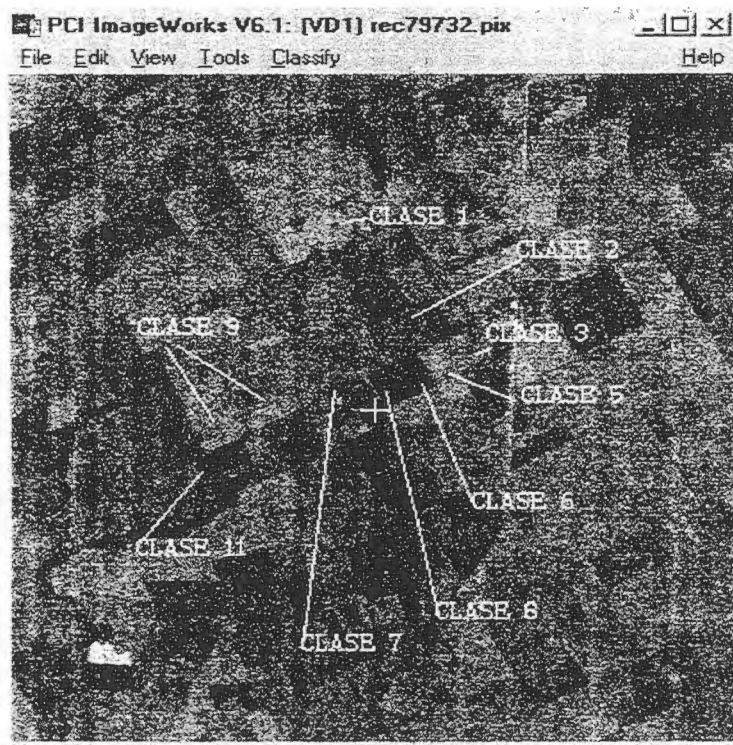 PCI ImageWorks V6.1: [VD1] rec79732.pix
File Edit View Tools Classify Help
CLASE 1
CLASE 2
CLASE 9
CLASE 3
CLASE 5
CLASE 6
CLASE 11
CLASE 8
CLASE 7